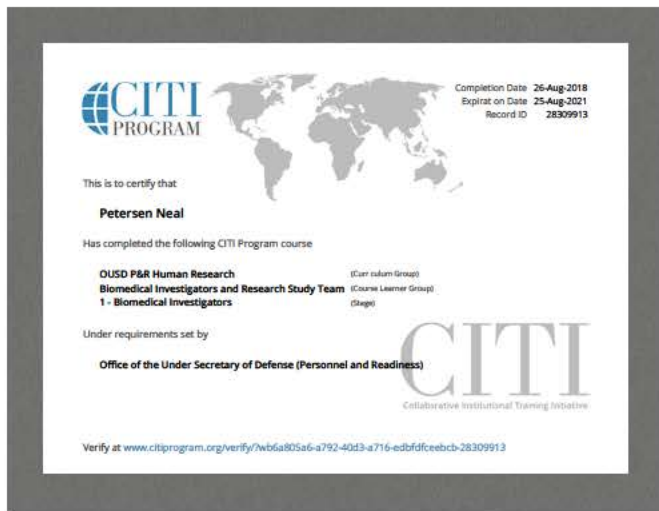 CITI
PROGRAM
Completion Date 26-Aug-2018
Expirat on Date 25-Aug-2021
Record ID 28309913
This is to certify that
Petersen Neal
Has completed the following CITI Program course
OUSD P&R Human Research (Curr culum Group)
Biomedical Investigators and Research Study Team (Course Learner Group)
1 - Biomedical Investigators (Stage)
Under requirements set by
Office of the Under Secretary of Defense (Personnel and Readiness)
CITI
Collaborative Institutional Training Initiative
Verify at www.citiprogram.org/verify/?wb6a805a6-a792-40d3-a716-edbfdfceebcb-28309913